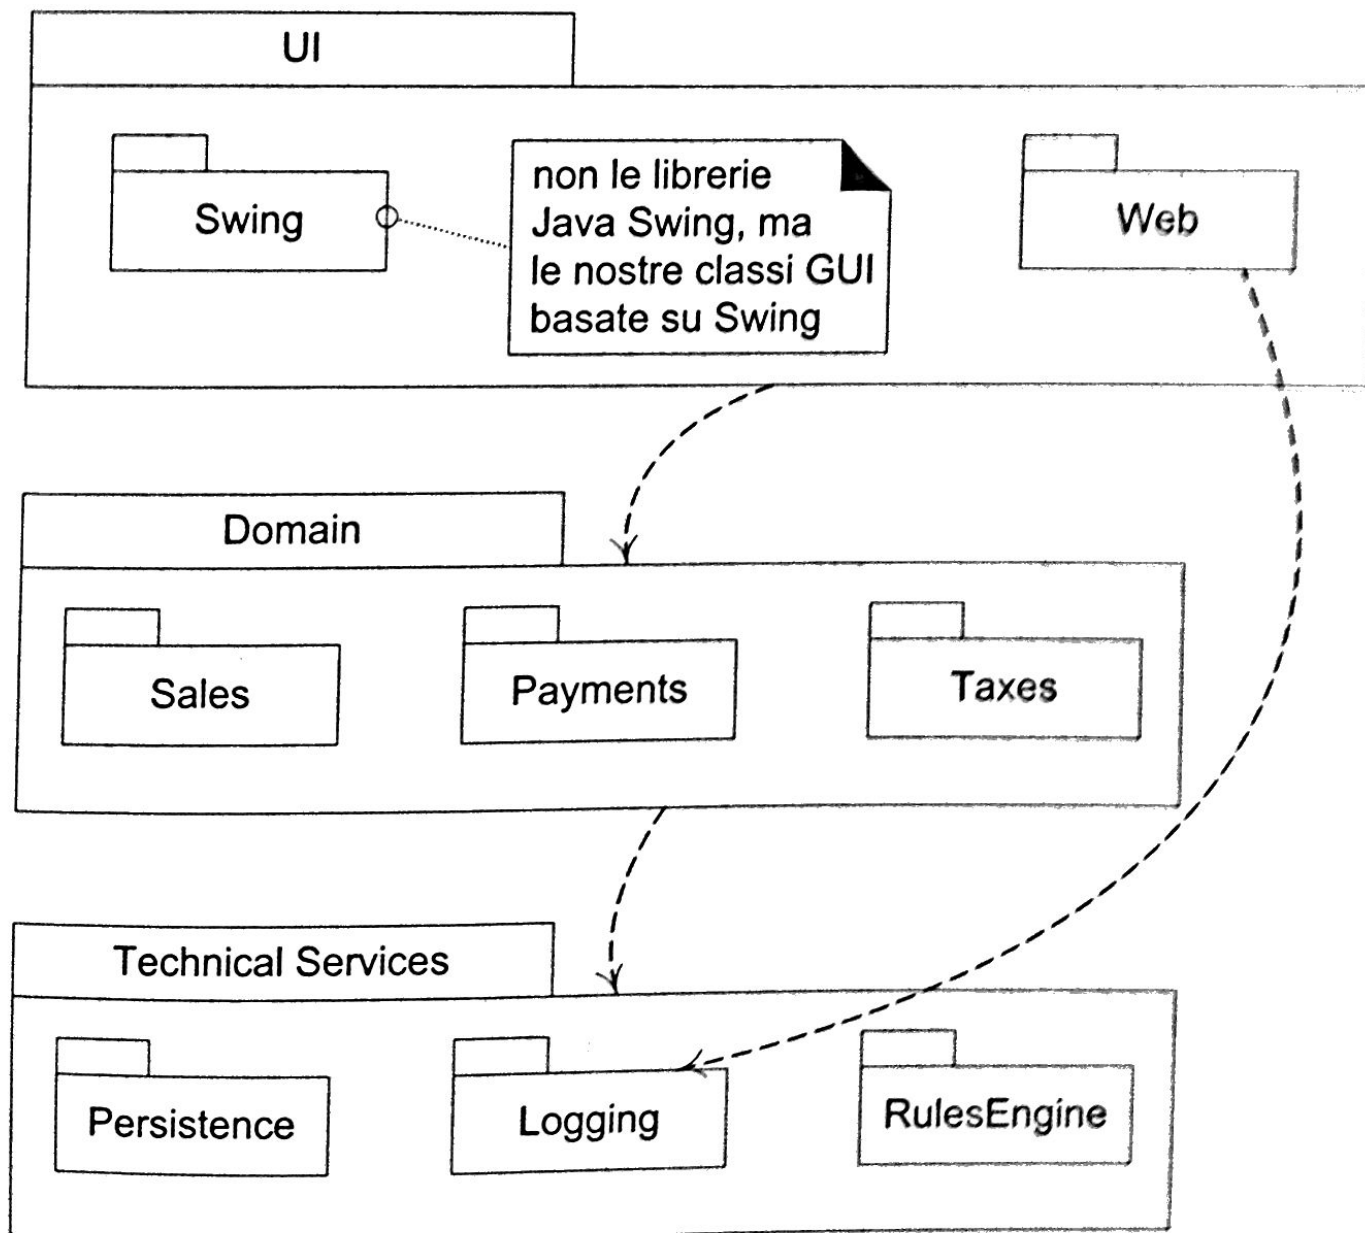 UI
Swing
non le librerie
Java Swing, ma
le nostre classi GUI
basate su Swing
Web
Domain
Sales
Payments
Taxes
Technical Services
Persistence
Logging
RulesEngine